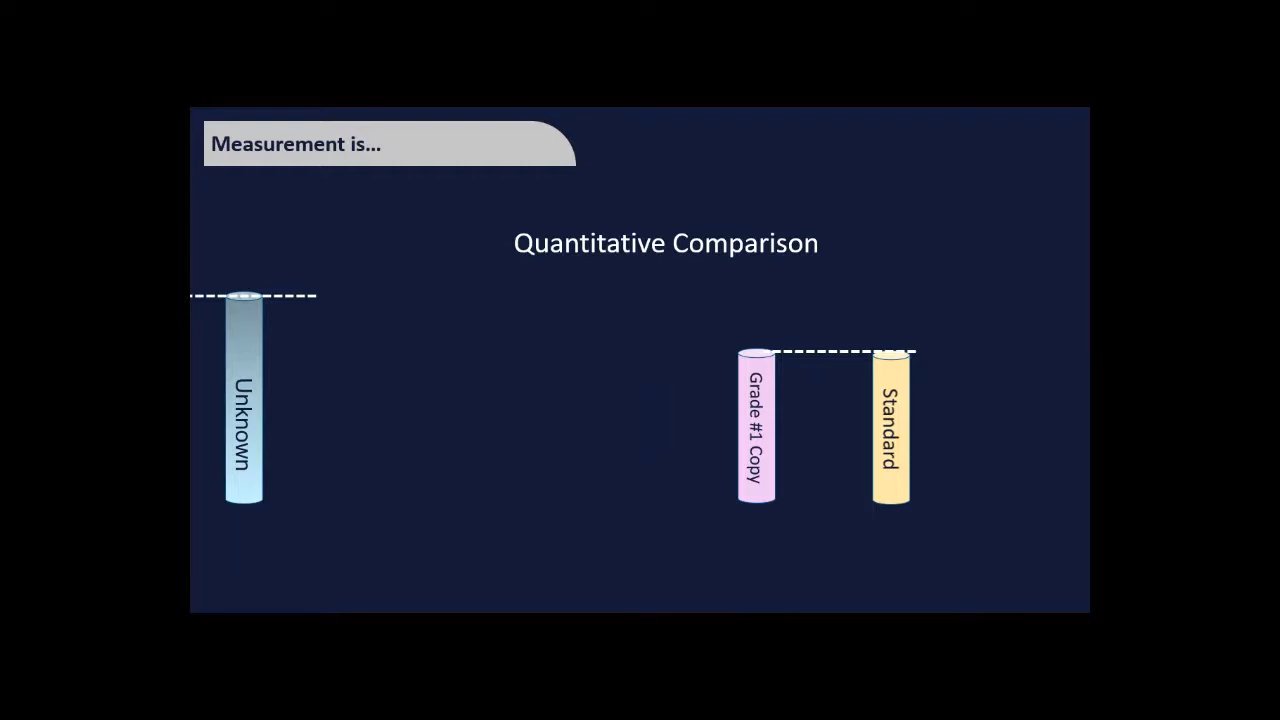 Measurement is...
Quantitative Comparison
Unknown
Grade #1 Copy
Standard